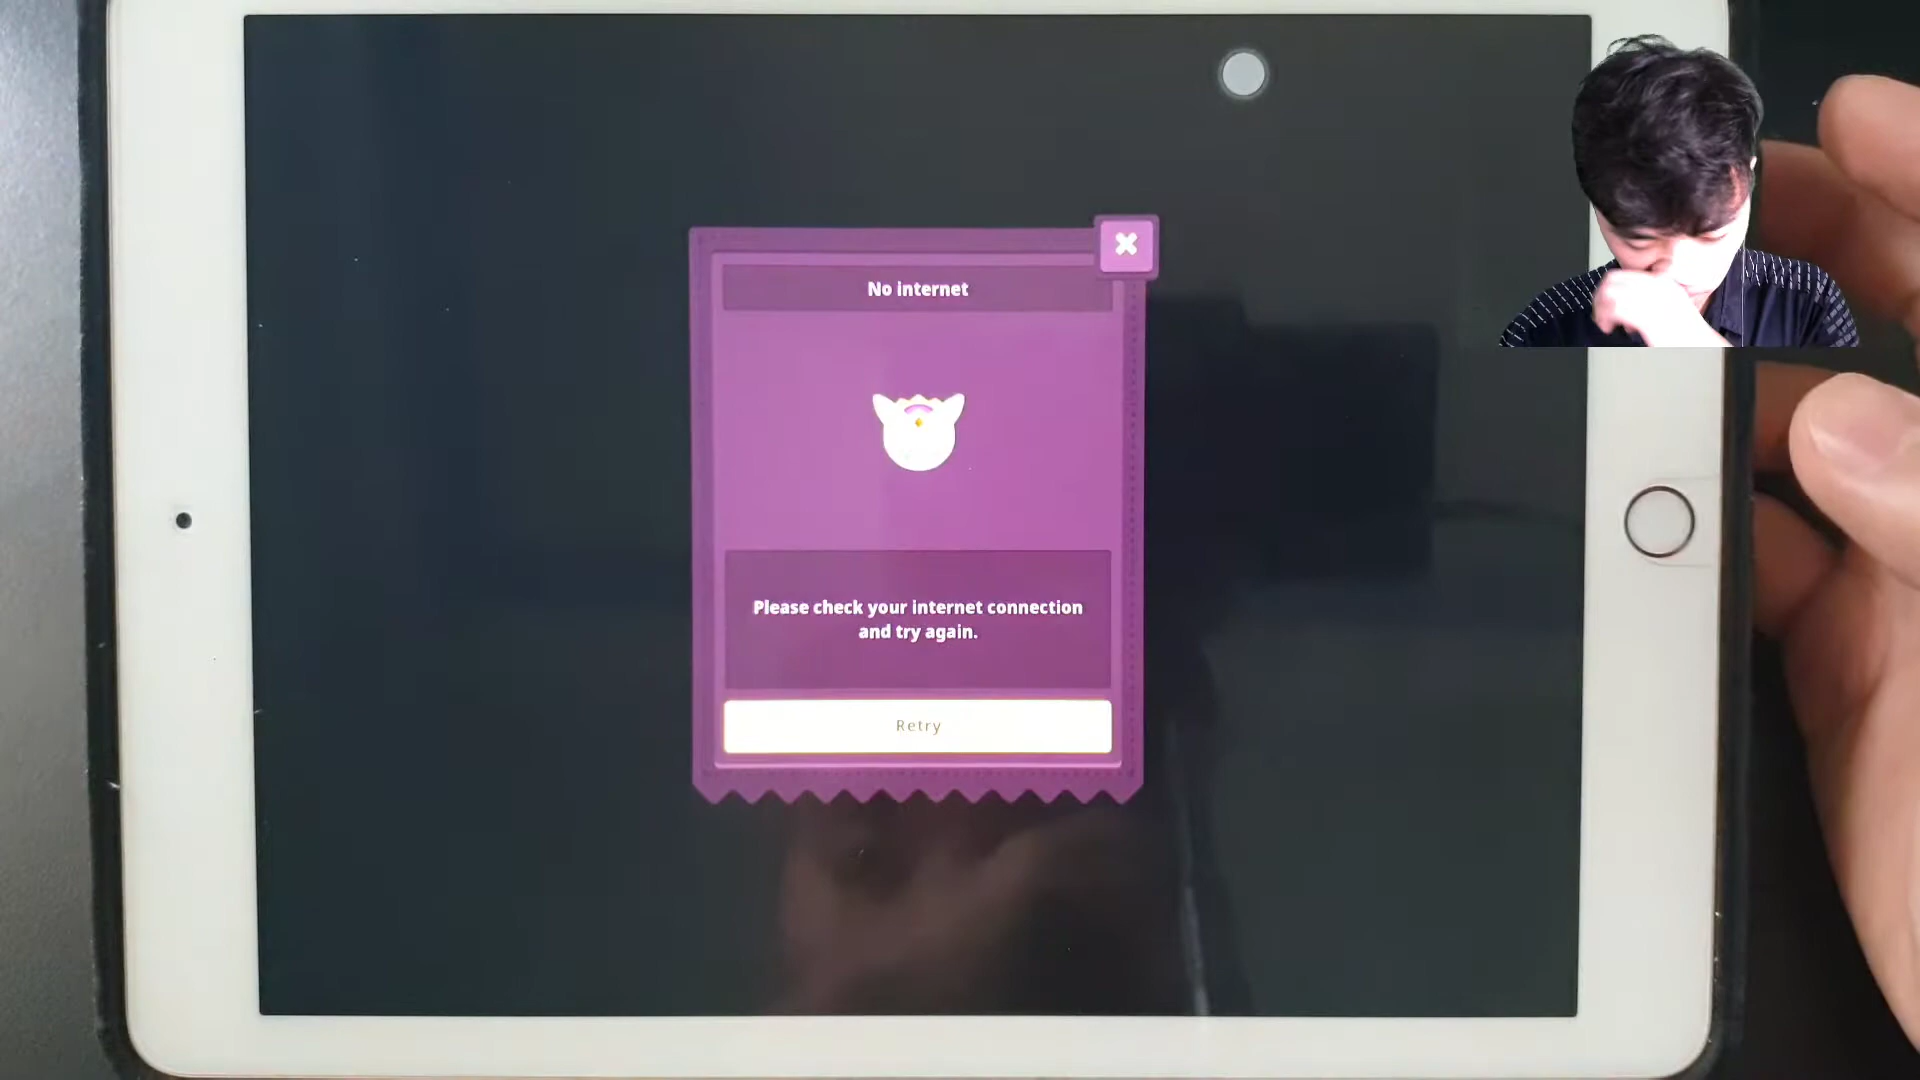 No internet
Please check your internet connection
and try again.
Retry